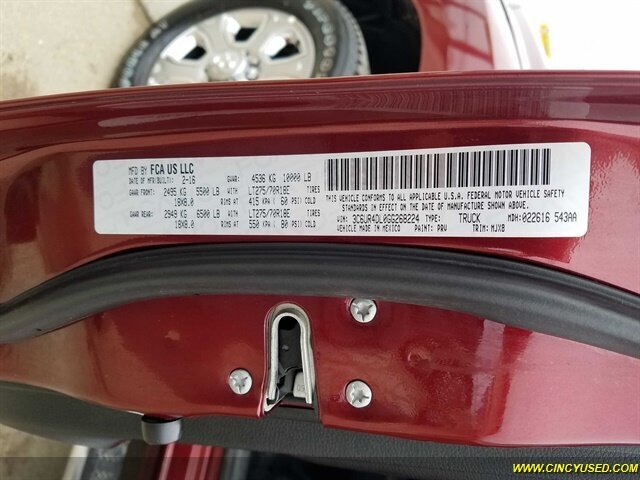 MFD BY FCA US LLC GVWR: 4536 KG 10000 LB
DATE OF MFR(BUILT): 2-16
GAWR FRONT: 2495 KG 5500 LB WITH LT275/70R18E TIRES
18X8.0 RIMS AT 415 KPA ( 60 PSI) COLD
GAWR REAR: 2949 KG 6500 LB WITH LT275/70R18E TIRES
18X8.0 RIMS AT 550 KPA ( 80 PSI) COLD
THIS VEHICLE CONFORMS TO ALL APPLICABLE U.S.A. FEDERAL MOTOR VEHICLE SAFETY
STANDARDS IN EFFECT ON THE DATE OF MANUFACTURE SHOWN ABOVE.
VIN: 3C6UR4DL0GG268224 TYPE: TRUCK MDH: 022616 543AA
VEHICLE MADE IN MEXICO PAINT: PRV TRIM: MJX8
WWW.CINCYUSED.COM